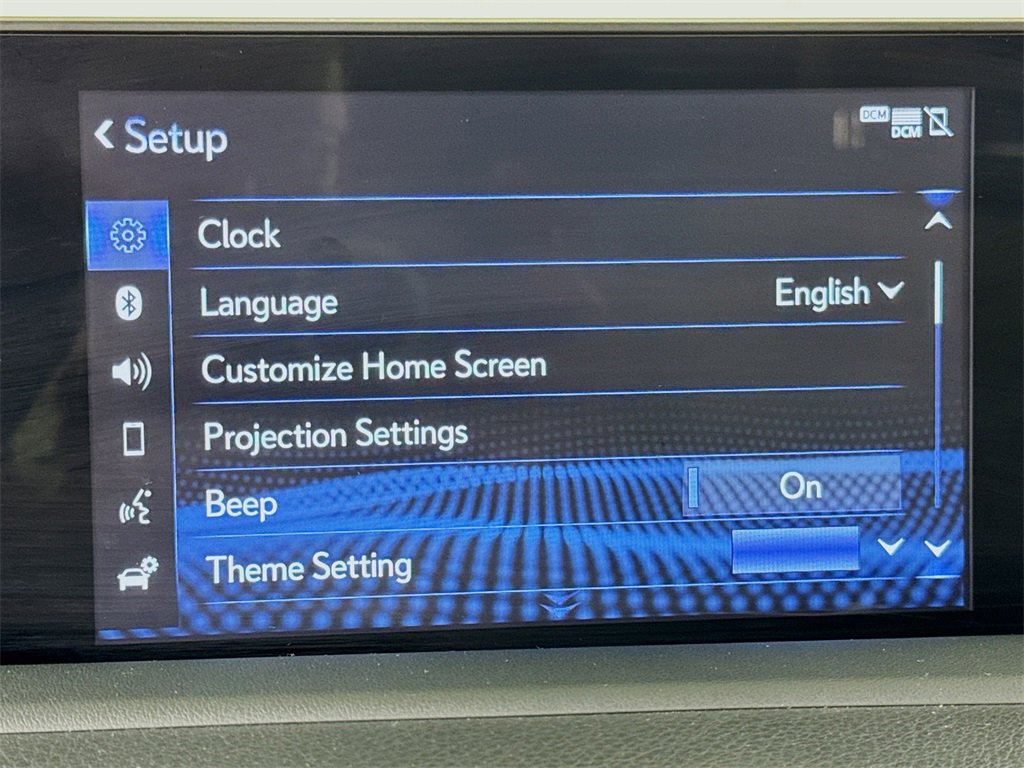 Setup
DCM
DCM
Clock
Language English
Customize Home Screen
Projection Settings
Beep On
Theme Setting